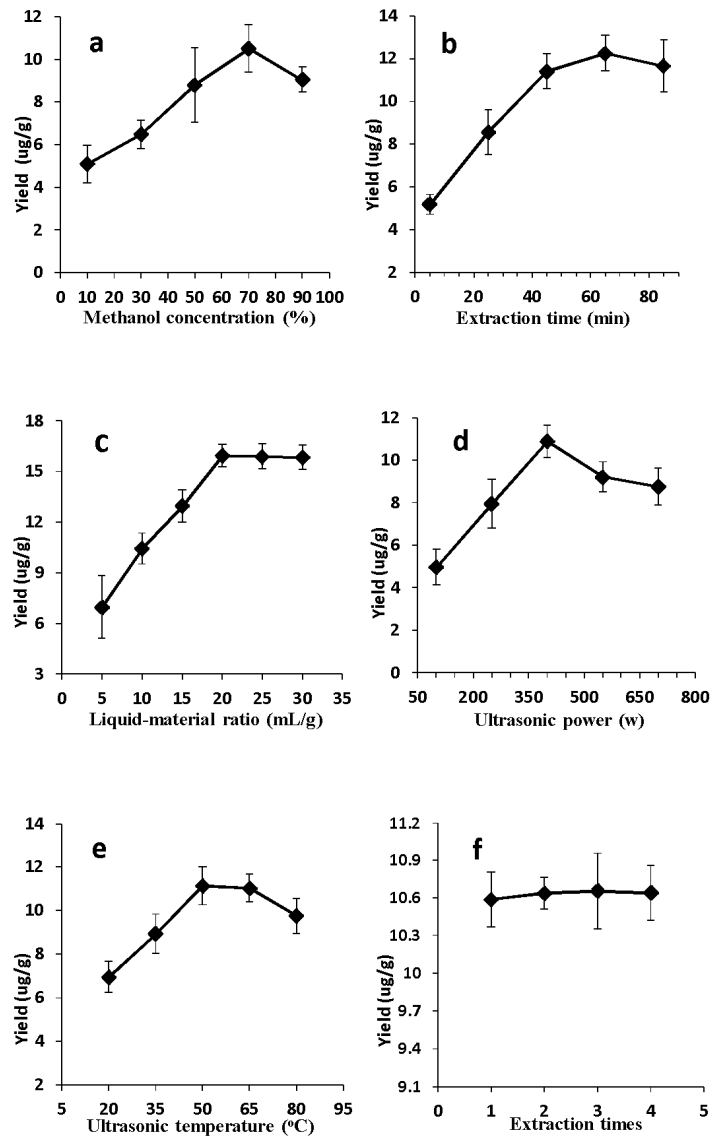 a
12
10
8
6
4
2
0
Yield (ug/g)
0 10 20 30 40 50 60 70 80 90 100
Methanol concentration (%)
b
14
12
10
8
6
4
2
Yield (ug/g)
0 20 40 60 80
Extraction time (min)
c
18
15
12
9
6
3
Yield (ug/g)
0 5 10 15 20 25 30 35
Liquid-material ratio (mL/g)
d
12
10
8
6
4
2
0
Yield (ug/g)
50 200 350 500 650 800
Ultrasonic power (w)
e
14
12
10
8
6
4
2
Yield (ug/g)
5 20 35 50 65 80 95
Ultrasonic temperature (°C)
f
11.2
10.9
10.6
10.3
10
9.7
9.4
9.1
Yield (ug/g)
0 1 2 3 4 5
Extraction times